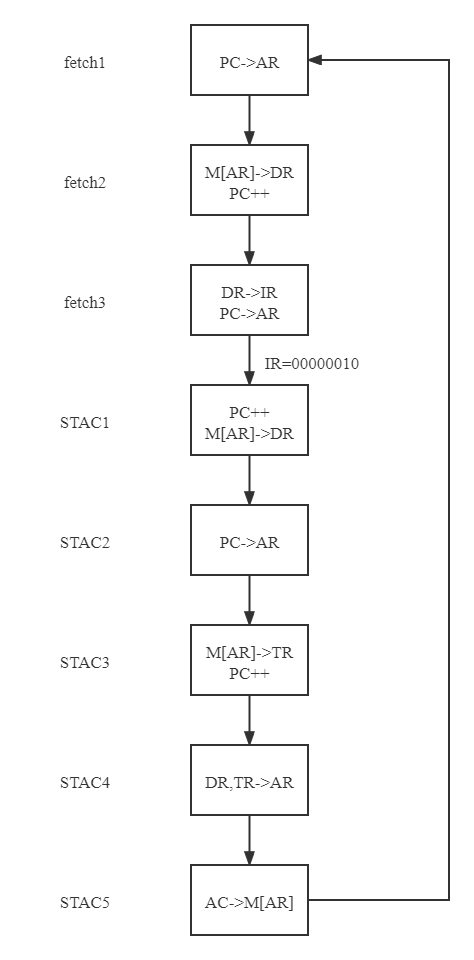 fetch1
PC->AR
fetch2
M[AR]->DR
PC++
fetch3
DR->IR
PC->AR
IR=00000010
STAC1
PC++
M[AR]->DR
STAC2
PC->AR
STAC3
M[AR]->TR
PC++
STAC4
DR,TR->AR
STAC5
AC->M[AR]